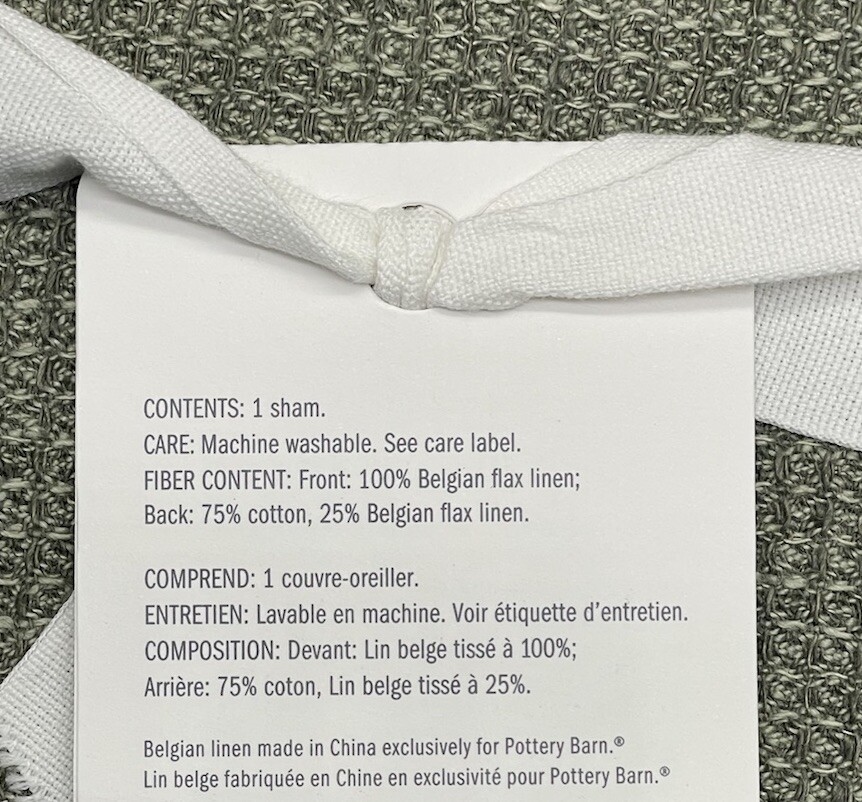 CONTENTS: 1 sham.
CARE: Machine washable. See care label.
FIBER CONTENT: Front: 100% Belgian flax linen;
Back: 75% cotton, 25% Belgian flax linen.
COMPREND: 1 couvre-oreiller.
ENTRETIEN: Lavable en machine. Voir étiquette d’entretien.
COMPOSITION: Devant: Lin belge tissé à 100%;
Arrière: 75% coton, Lin belge tissé à 25%.
Belgian linen made in China exclusively for Pottery Barn.®
Lin belge fabriquée en Chine en exclusivité pour Pottery Barn.®